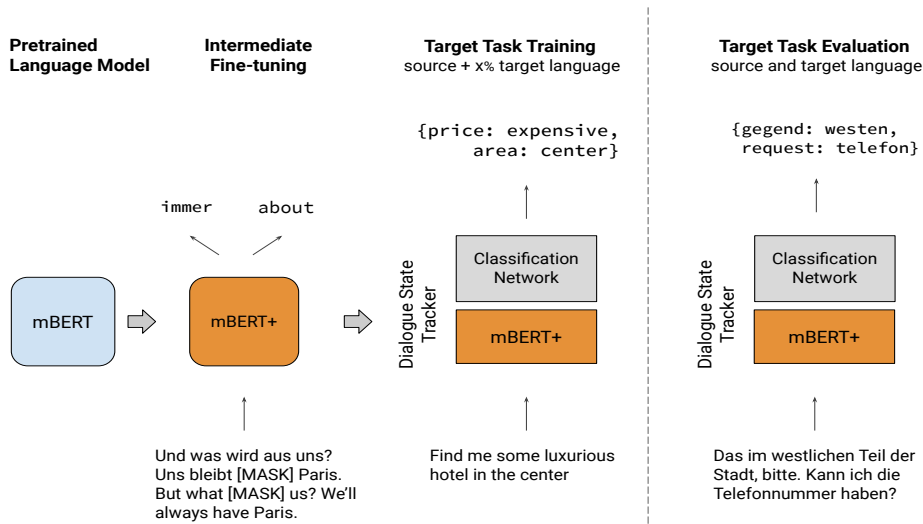 Pretrained
Language Model
Intermediate
Fine-tuning
Target Task Training
source + x% target language
Target Task Evaluation
source and target language
{price: expensive,
area: center}
{gegend: westen,
request: telefon}
immer
about
mBERT
mBERT+
Dialogue State
Tracker
Classification
Network
mBERT+
Dialogue State
Tracker
Classification
Network
mBERT+
Und was wird aus uns?
Uns bleibt [MASK] Paris.
But what [MASK] us? We'll
always have Paris.
Find me some luxurious
hotel in the center
Das im westlichen Teil der
Stadt, bitte. Kann ich die
Telefonnummer haben?